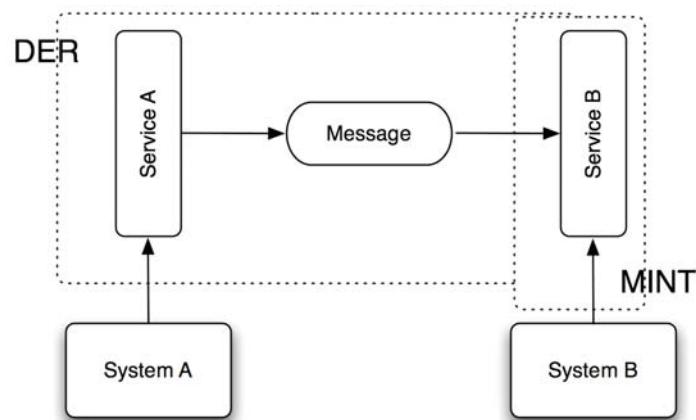 DER
Service A
Message
Service B
MINT
System A
System B